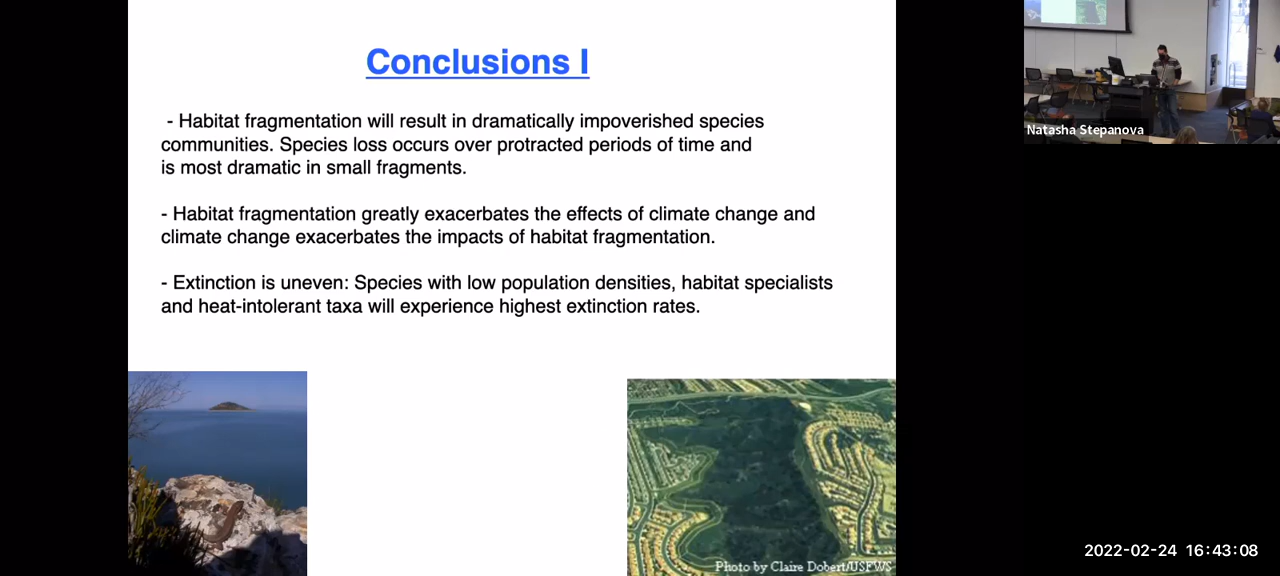 Conclusions I
- Habitat fragmentation will result in dramatically impoverished species
communities. Species loss occurs over protracted periods of time and
is most dramatic in small fragments.
- Habitat fragmentation greatly exacerbates the effects of climate change and
climate change exacerbates the impacts of habitat fragmentation.
- Extinction is uneven: Species with low population densities, habitat specialists
and heat-intolerant taxa will experience highest extinction rates.
Photo by Claire Dobert/USFWS
Natasha Stepanova
2022-02-24 16:43:08